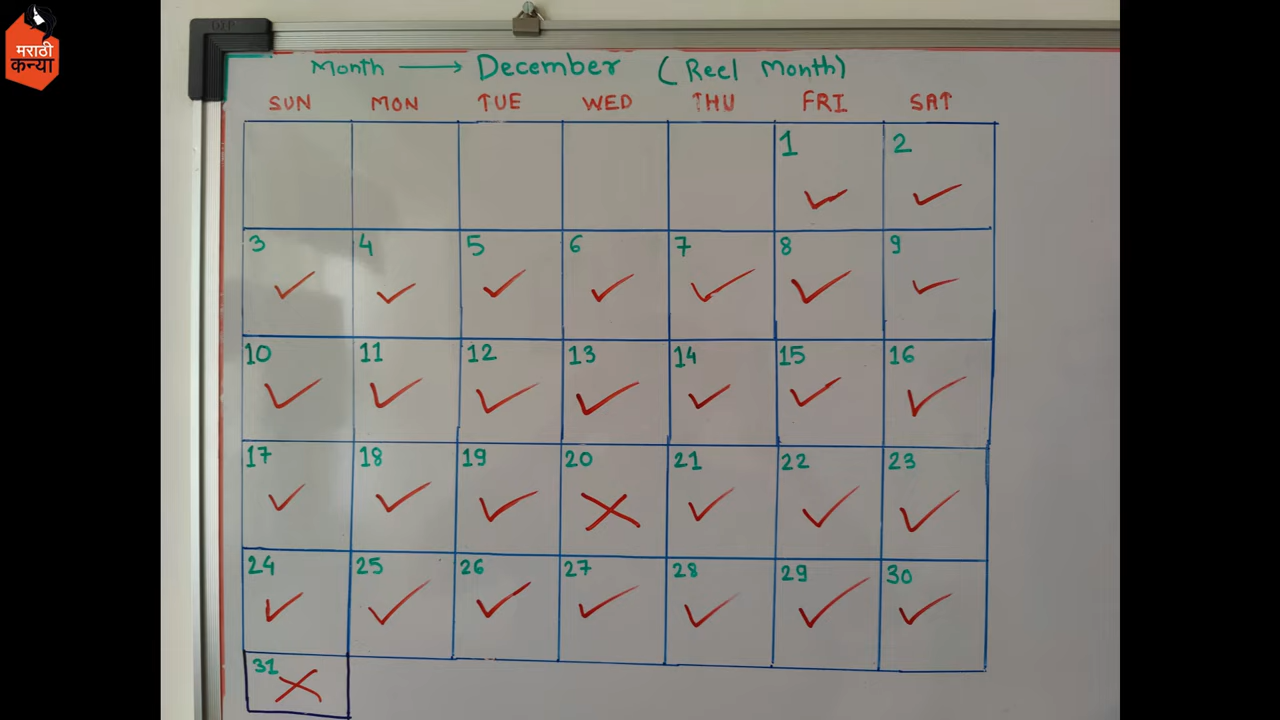 मराठी
कन्या
DIP
Month → December (Reel Month)
SUN MON TUE WED THU FRI SAT
1 2
✓ ✓
3 4 5 6 7 8 9
✓ ✓ ✓ ✓ ✓ ✓ ✓
10 11 12 13 14 15 16
✓ ✓ ✓ ✓ ✓ ✓ ✓
17 18 19 20 21 22 23
✓ ✓ ✓ ✗ ✓ ✓ ✓
24 25 26 27 28 29 30
✓ ✓ ✓ ✓ ✓ ✓ ✓
31
✗